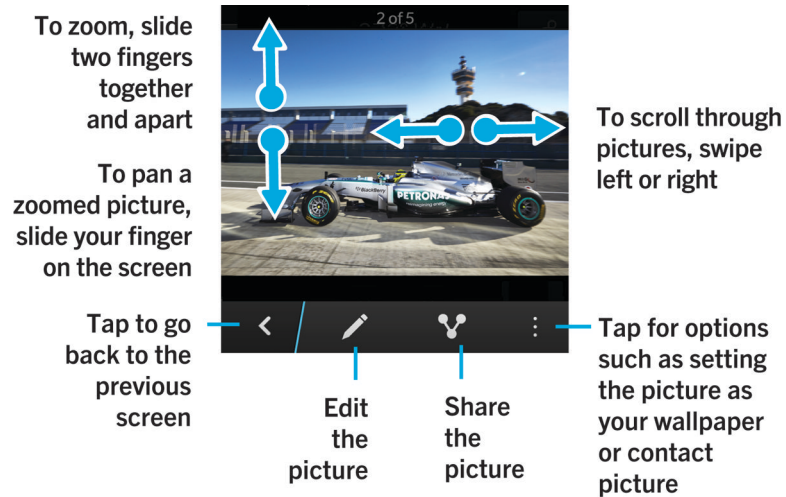 2 of 5
To zoom, slide
two fingers
together
and apart
To pan a
zoomed picture,
slide your finger
on the screen
To scroll through
pictures, swipe
left or right
BlackBerry
PETRONAS
Tap to go
back to the
previous
screen
Edit
the
picture
Share
the
picture
Tap for options
such as setting
the picture as
your wallpaper
or contact
picture